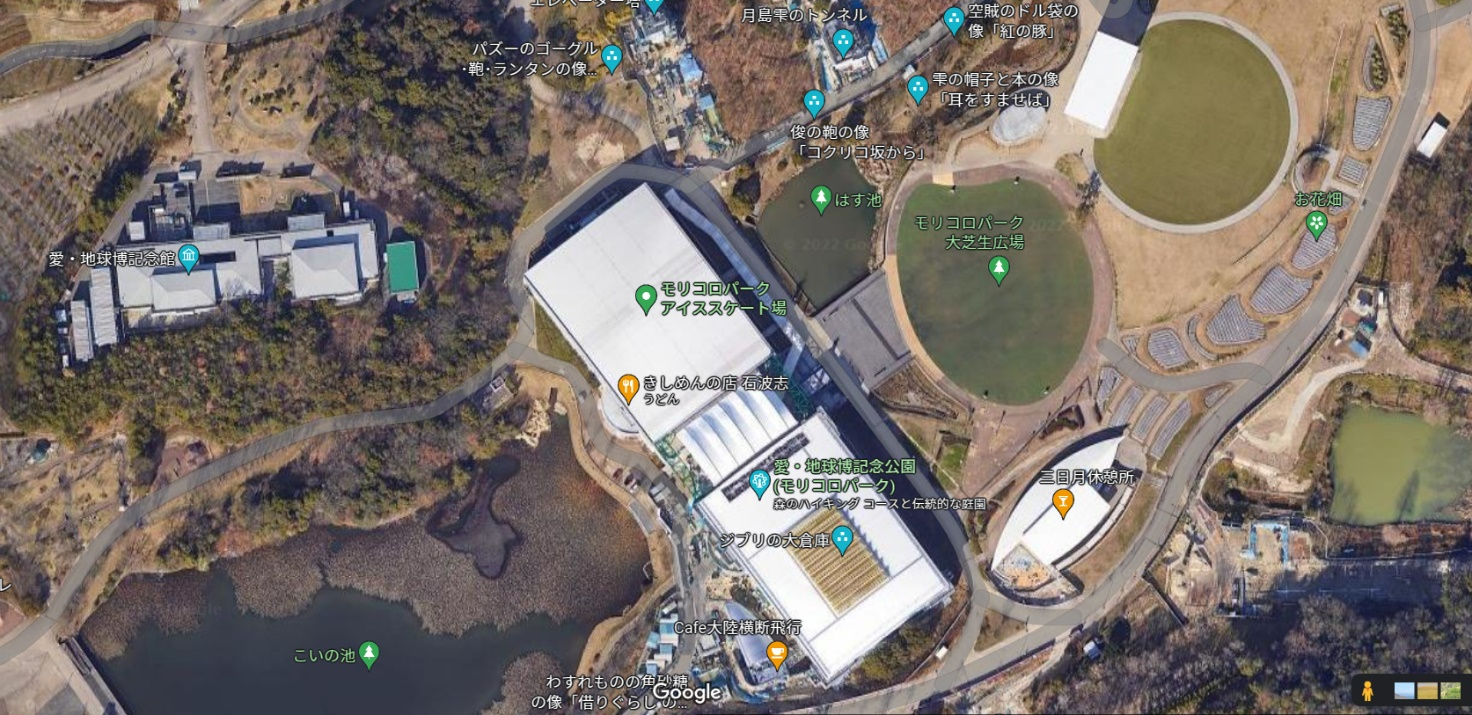 月島雫のトンネル
空賊のドル袋の
像「紅の豚」
パズーのゴーグル
・鞄・ランタンの像...
雫の帽子と本の像
「耳をすませば」
俊の鞄の像
「コクリコ坂から」
はす池
お花畑
モリコロパーク
大芝生広場
愛・地球博記念館
モリコロパーク
アイススケート場
きしめんの店 石波志
うどん
愛・地球博記念公園
(モリコロパーク)
森のハイキング コースと伝統的な庭園
三日月休憩所
ジブリの大倉庫
Cafe大陸横断飛行
こいの池
わすれものの角砂糖
の像「借りぐらしの...
Google